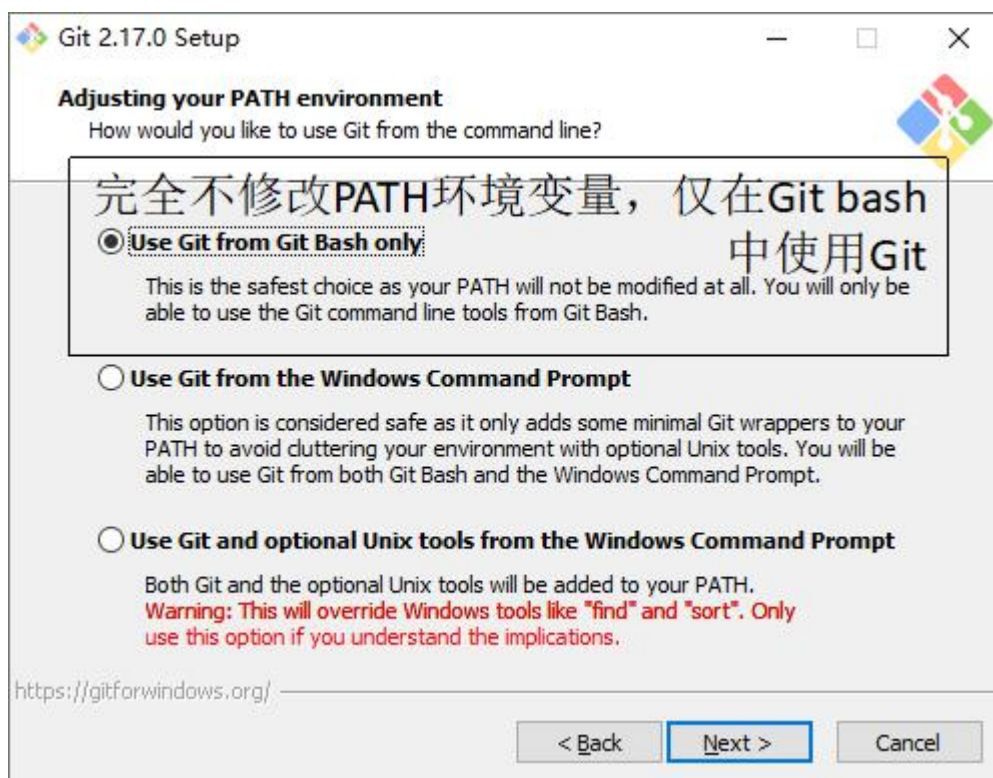 Git 2.17.0 Setup
Adjusting your PATH environment
How would you like to use Git from the command line?
完全不修改PATH环境变量，仅在Git bash
中使用Git
Use Git from Git Bash only
This is the safest choice as your PATH will not be modified at all. You will only be
able to use the Git command line tools from Git Bash.
Use Git from the Windows Command Prompt
This option is considered safe as it only adds some minimal Git wrappers to your
PATH to avoid cluttering your environment with optional Unix tools. You will be
able to use Git from both Git Bash and the Windows Command Prompt.
Use Git and optional Unix tools from the Windows Command Prompt
Both Git and the optional Unix tools will be added to your PATH.
Warning: This will override Windows tools like "find" and "sort". Only
use this option if you understand the implications.
https://gitforwindows.org/
< Back
Next >
Cancel